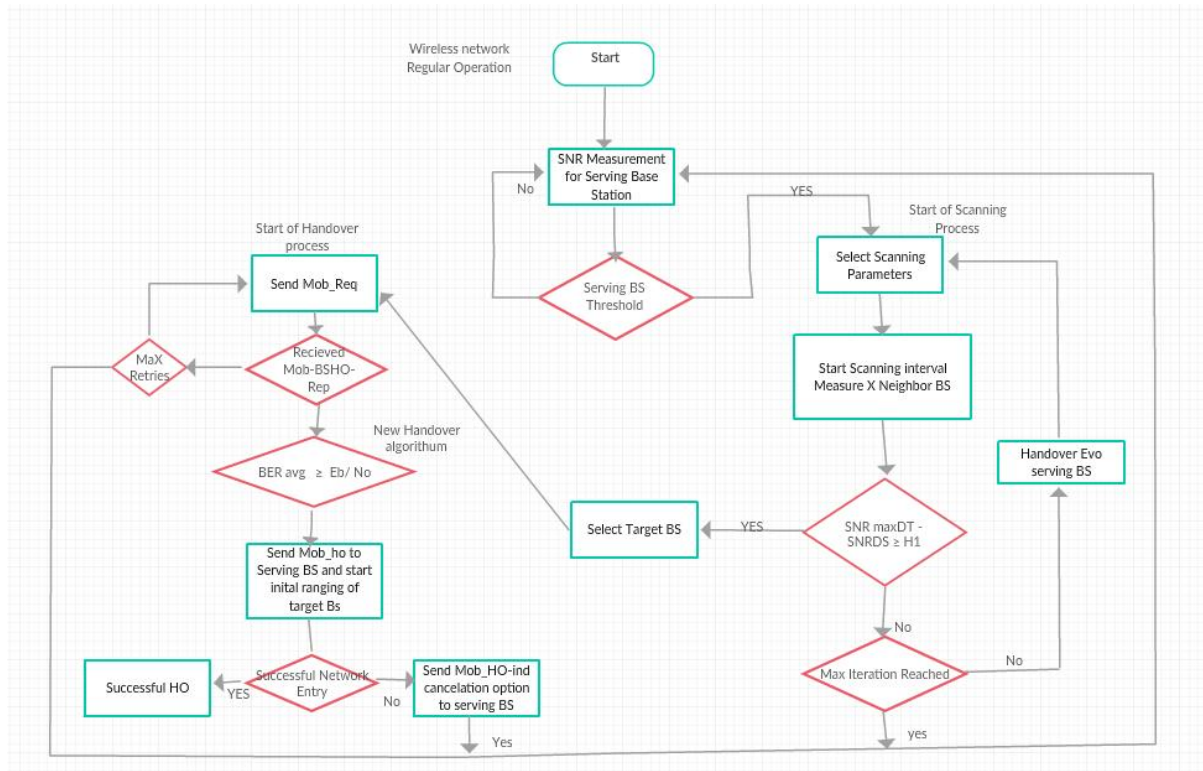 Wireless network
Regular Operation
Start
SNR Measurement
for Serving Base
Station
No
YES
Start of Scanning
Process
Start of Handover
process
Select Scanning
Parameters
Send Mob_Req
Serving BS
Threshold
MaX
Retries
Recieved
Mob-BSHO-
Rep
Start Scanning interval
Measure X Neighbor BS
New Handover
algorithum
BER avg ≥ Eb/ No
Handover Evo
serving BS
Select Target BS
YES
SNR maxDT -
SNRDS ≥ H1
Send Mob_ho to
Serving BS and start
inital ranging of
target Bs
No
Successful HO
YES
Successful Network
Entry
No
Send Mob_HO-ind
cancelation option
to serving BS
Max Iteration Reached
No
Yes
yes